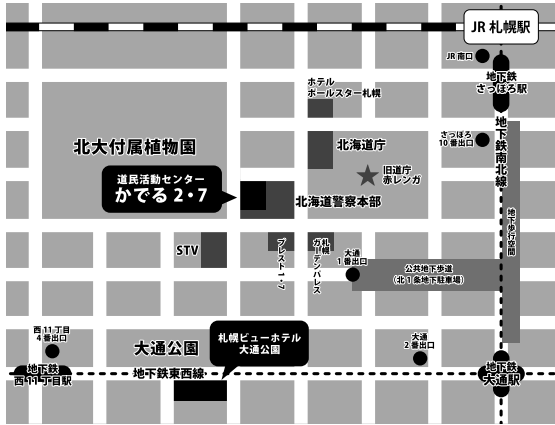 JR 札幌駅
JR 南口
地下鉄
さっぽろ駅
ホテル
ポールスター札幌
地下鉄南北線
さっぽろ
10番出口
北海道庁
北大付属植物園
旧道庁
赤レンガ
道民活動センター
かでる 2・7
北海道警察本部
地下歩行空間
STV
プレスト1・7
札幌
ガーデンパレス
大通
1番出口
公共地下歩道
(北1条地下駐車場)
西11丁目
4番出口
大通公園
札幌ビューホテル
大通公園
大通
2番出口
地下鉄
西11丁目駅
地下鉄東西線
地下鉄
大通駅